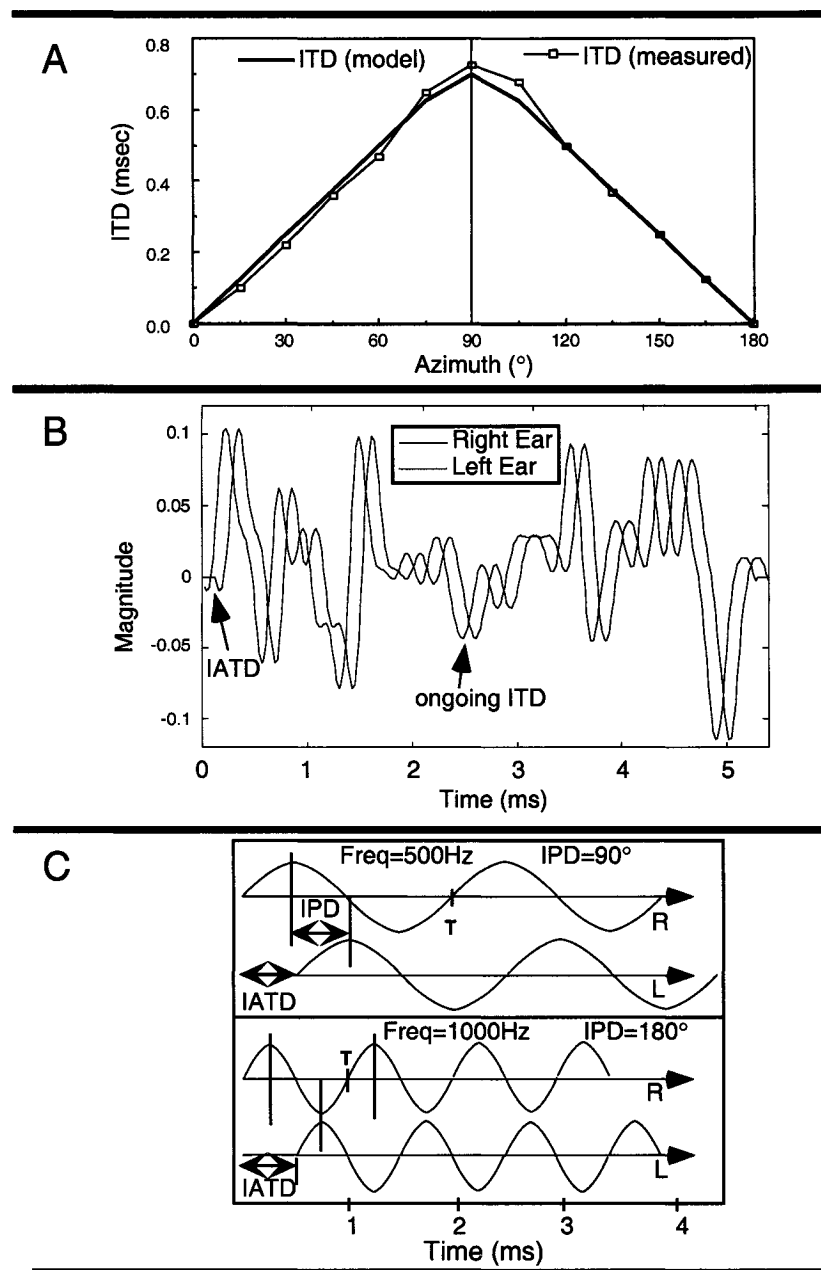 A
ITD (model)
ITD (measured)
ITD (msec)
0.8
0.6
0.4
0.2
0.0
0
30
60
90
120
150
180
Azimuth (°)
B
Right Ear
Left Ear
Magnitude
0.1
0.05
0
-0.05
-0.1
IATD
ongoing ITD
0
1
2
3
4
5
Time (ms)
C
Freq=500Hz
IPD=90°
IPD
T
R
IATD
L
Freq=1000Hz
IPD=180°
T
R
IATD
L
1
2
3
4
Time (ms)